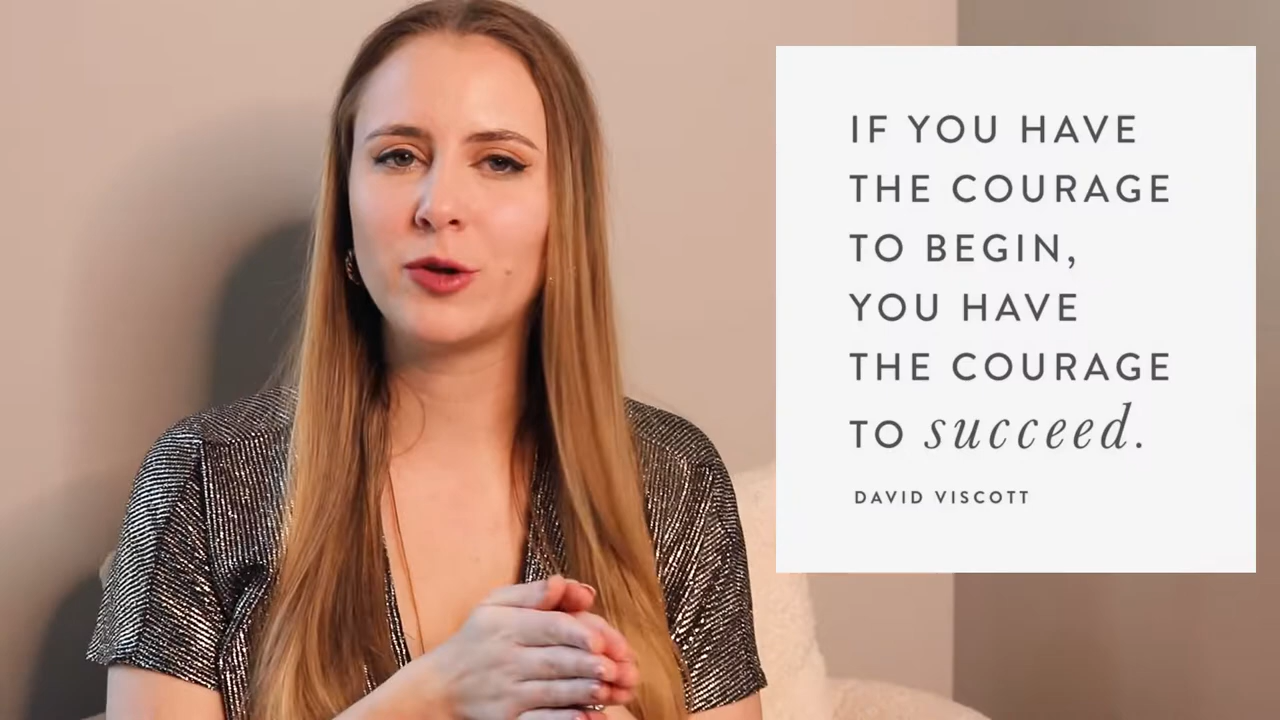 IF YOU HAVE
THE COURAGE
TO BEGIN,
YOU HAVE
THE COURAGE
TO succeed.
DAVID VISCOTT